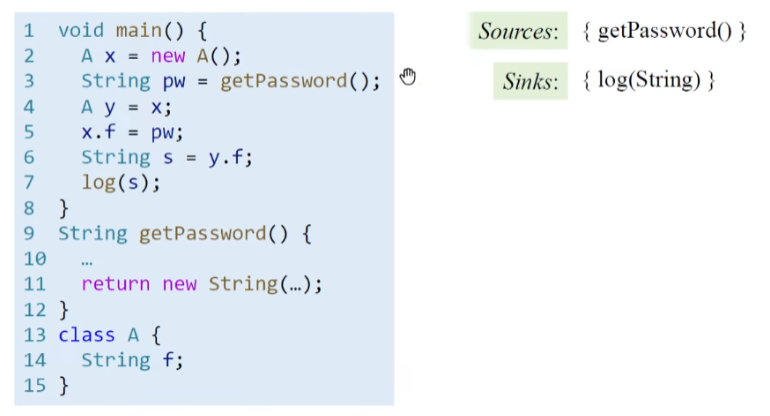 1 void main() {
2 A x = new A();
3 String pw = getPassword();
4 A y = x;
5 x.f = pw;
6 String s = y.f;
7 log(s);
8 }
9 String getPassword() {
10 …
11 return new String(…);
12 }
13 class A {
14 String f;
15 }
Sources: { getPassword() }
Sinks: { log(String) }